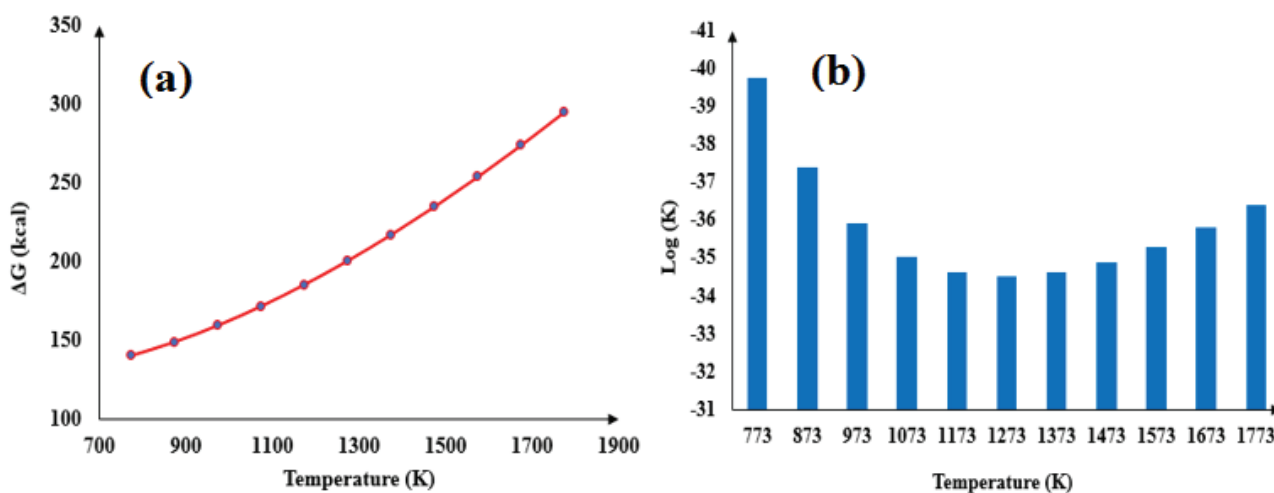 (a)
350
300
250
200
150
100
ΔG (kcal)
700 900 1100 1300 1500 1700 1900
Temperature (K)
(b)
-41
-40
-39
-38
-37
-36
-35
-34
-33
-32
-31
Log (K)
773 873 973 1073 1173 1273 1373 1473 1573 1673 1773
Temperature (K)